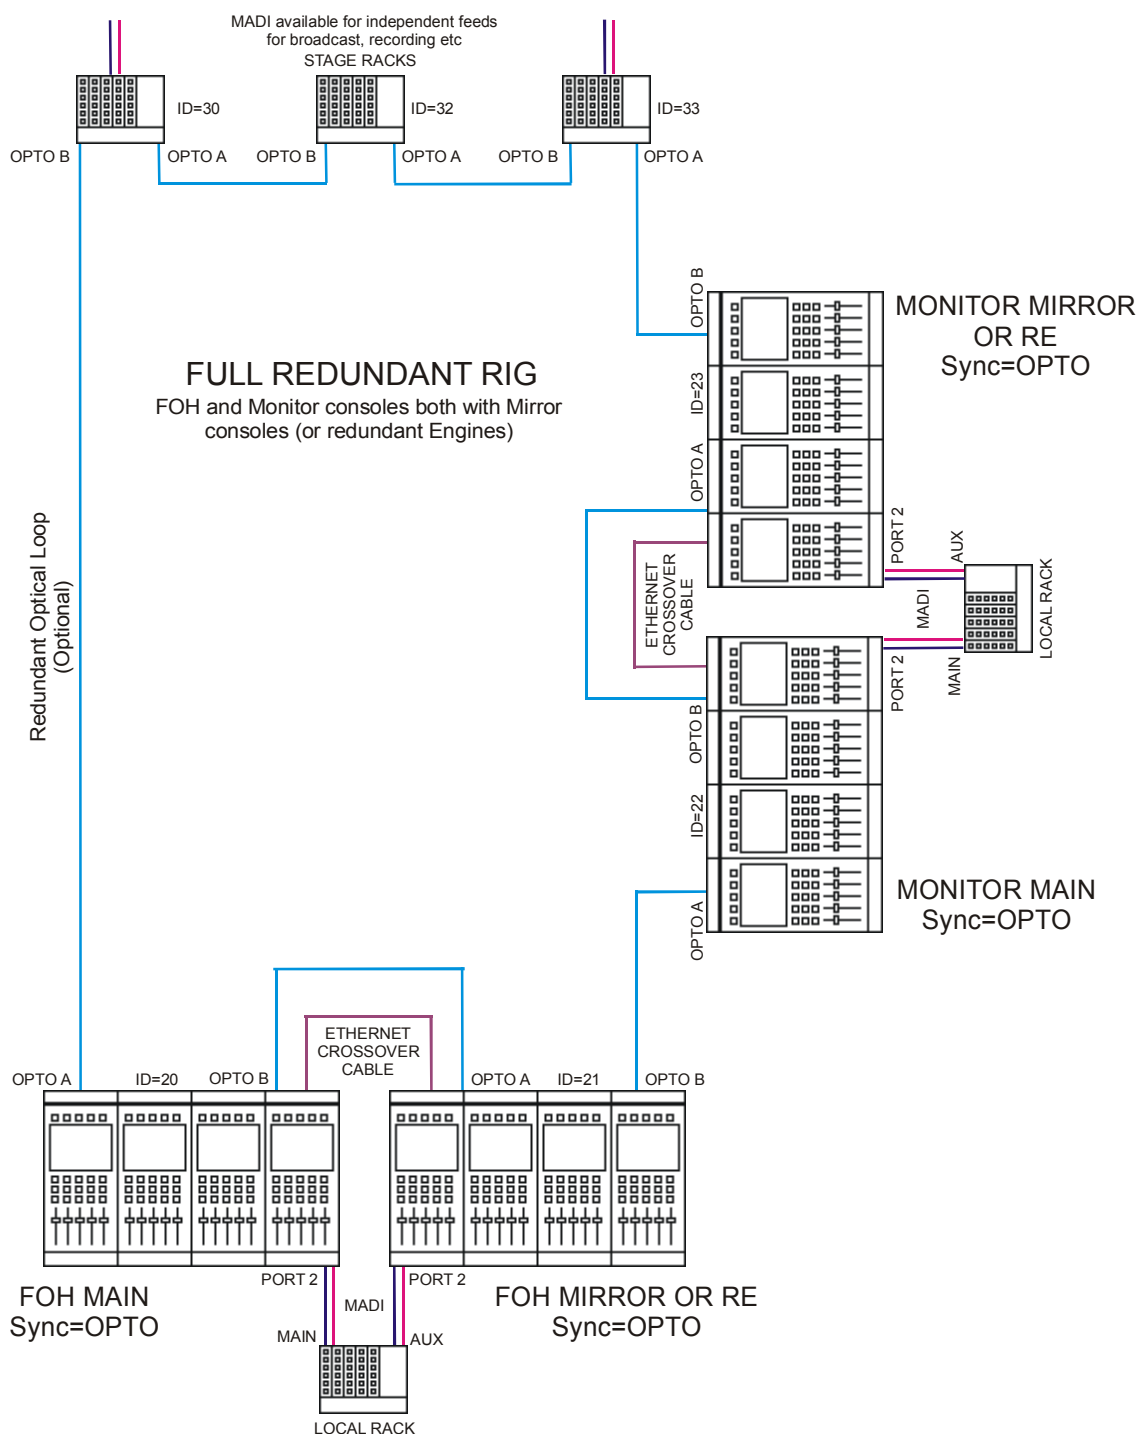 MADI available for independent feeds
for broadcast, recording etc
STAGE RACKS
ID=30
ID=32
ID=33
OPTO B
OPTO A
OPTO B
OPTO A
OPTO B
OPTO A
FULL REDUNDANT RIG
FOH and Monitor consoles both with Mirror
consoles (or redundant Engines)
OPTO B
ID=23
OPTO A
MONITOR MIRROR
OR RE
Sync=OPTO
Redundant Optical Loop
(Optional)
ETHERNET
CROSSOVER
CABLE
PORT 2
AUX
MADI
LOCAL RACK
PORT 2
MAIN
OPTO B
ID=22
OPTO A
MONITOR MAIN
Sync=OPTO
ETHERNET
CROSSOVER
CABLE
OPTO A
ID=20
OPTO B
OPTO A
ID=21
OPTO B
PORT 2
PORT 2
FOH MAIN
Sync=OPTO
MADI
FOH MIRROR OR RE
Sync=OPTO
MAIN
AUX
LOCAL RACK